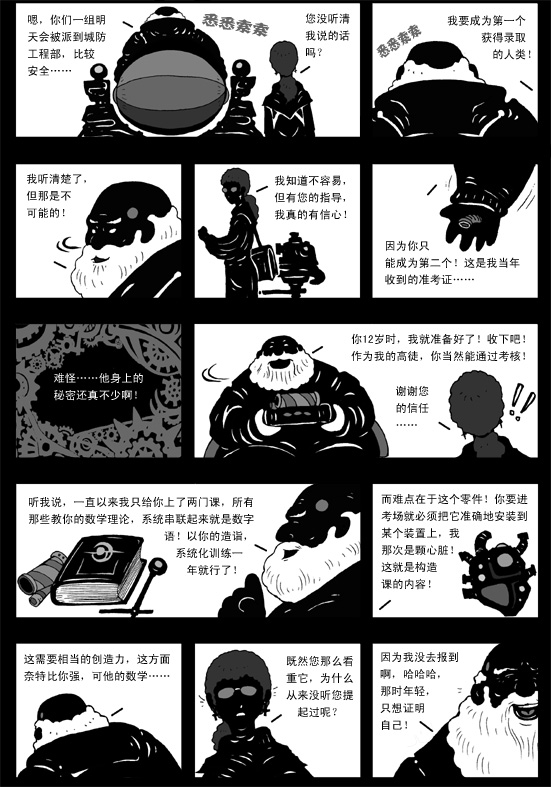 嗯，你们一组明
天会被派到城防
工程部，比较
安全……
悉悉索索
您没听清
我说的话
吗？
悉悉索索
我要成为第一个
获得录取
的人类！
我听清楚了，
但那是不
可能的！
我知道不容易，
但有您的指导，
我真的有信心！
因为你只
能成为第二个！这是我当年
收到的准考证……
难怪……他身上的
秘密还真不少啊！
你12岁时，我就准备好了！收下吧！
作为我的高徒，你当然能通过考核！
谢谢您
的信任
……
!!
听我说，一直以来我只给你上了两门课，所有
那些教你的数学理论，系统串联起来就是数字
语！以你的造诣，
系统化训练一
年就行了！
而难点在于这个零件！你要进
考场就必须把它准确地安装到
某个装置上，我
那次是颗心脏！
这就是构造
课的内容！
这需要相当的创造力，这方面
奈特比你强，可他的数学……
既然您那么看
重它，为什么
从来没听您提
起过呢？
因为我没去报到
啊，哈哈哈，
那时年轻，
只想证明
自己！